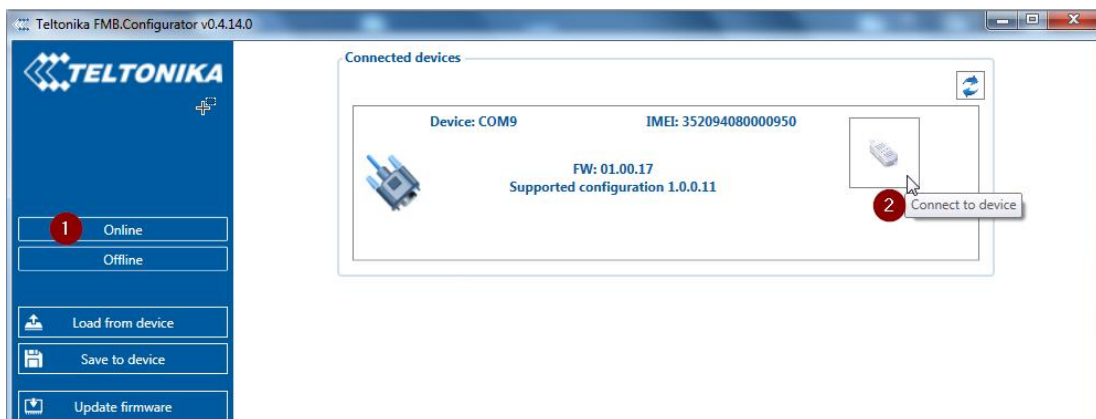 Teltonika FMB.Configurator v0.4.14.0
TELTONIKA
Connected devices
Device: COM9 IMEI: 352094080000950
FW: 01.00.17
Supported configuration 1.0.0.11
2 Connect to device
1 Online
Offline
Load from device
Save to device
Update firmware